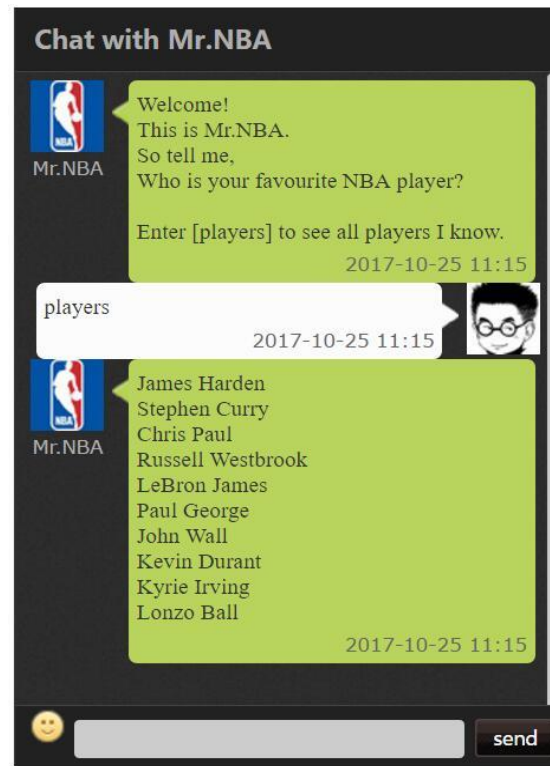 Chat with Mr.NBA
Welcome!
This is Mr.NBA.
So tell me,
Who is your favourite NBA player?
Enter [players] to see all players I know.
2017-10-25 11:15
NBA
Mr.NBA
players
2017-10-25 11:15
James Harden
Stephen Curry
Chris Paul
Russell Westbrook
LeBron James
Paul George
John Wall
Kevin Durant
Kyrie Irving
Lonzo Ball
2017-10-25 11:15
NBA
Mr.NBA
send